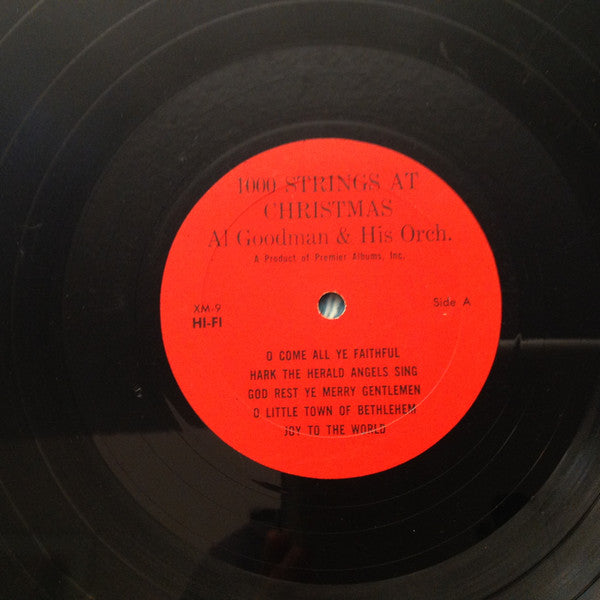 1000 STRINGS AT
CHRISTMAS
Al Goodman & His Orch.
A Product of Premier Albums, Inc.
XM-9
HI-FI
Side A
O COME ALL YE FAITHFUL
HARK THE HERALD ANGELS SING
GOD REST YE MERRY GENTLEMEN
O LITTLE TOWN OF BETHLEHEM
JOY TO THE WORLD